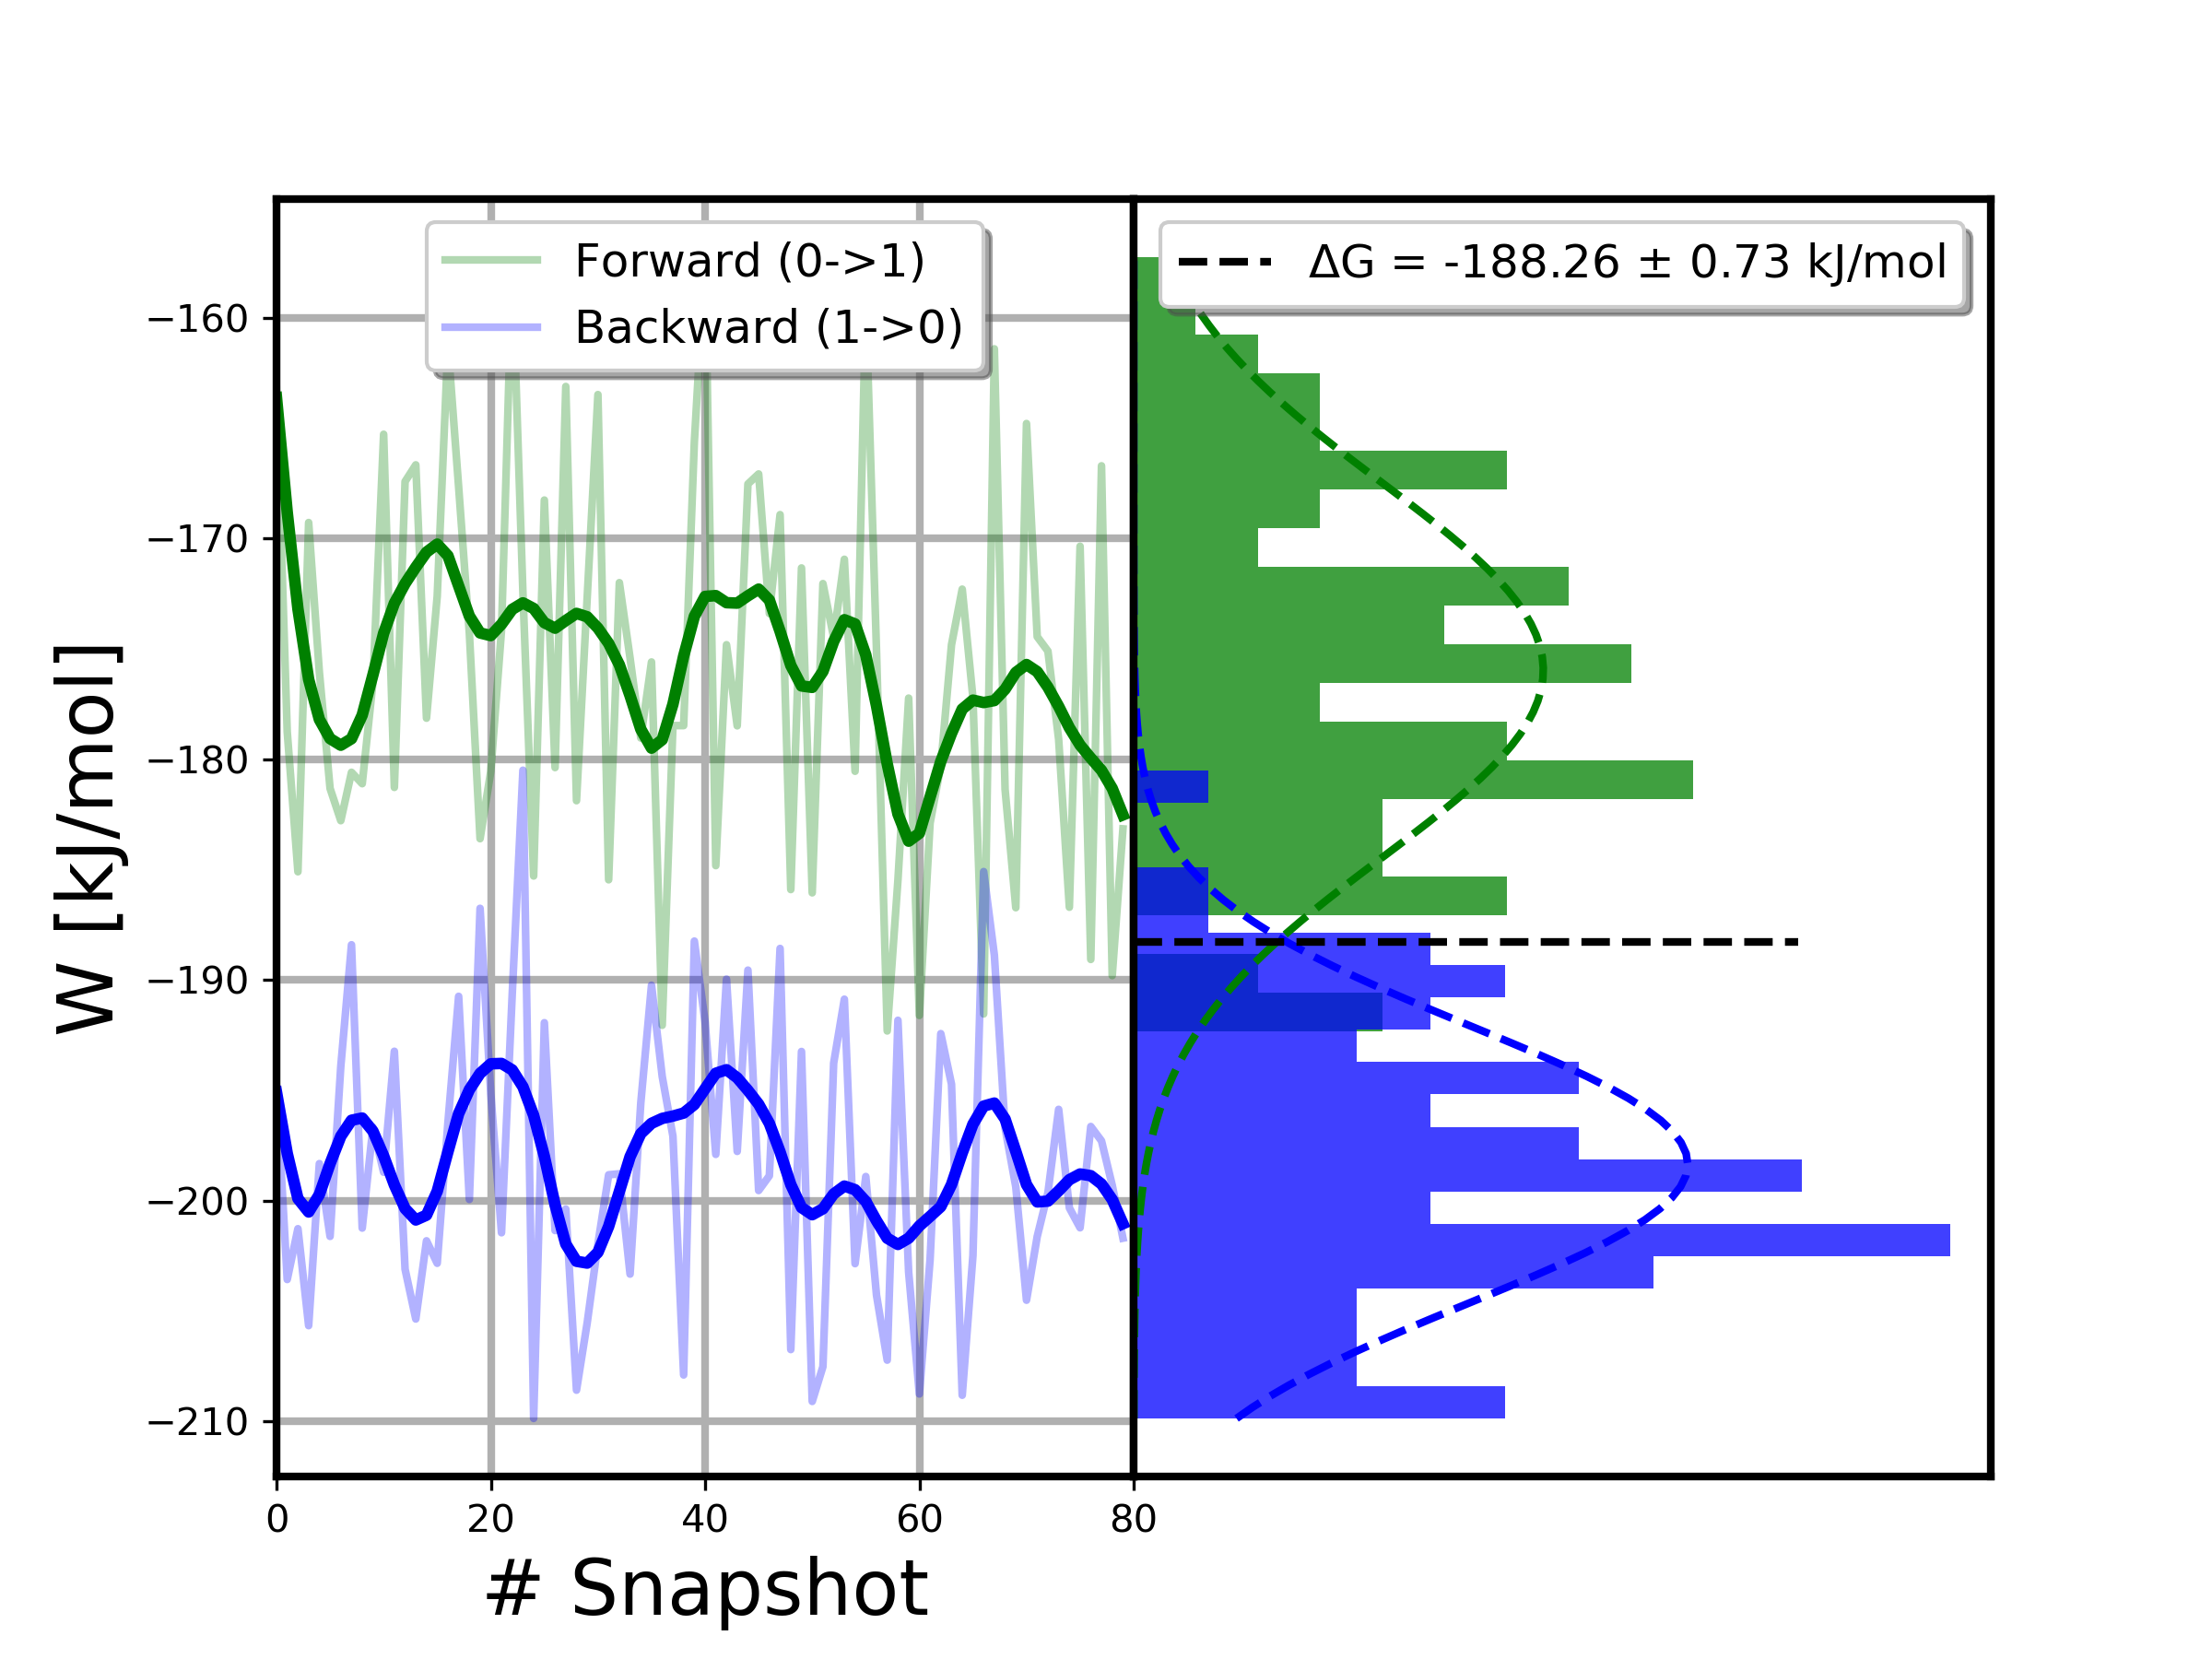 Forward (0->1)
Backward (1->0)
ΔG = -188.26 ± 0.73 kJ/mol
W [kJ/mol]
−160
−170
−180
−190
−200
−210
0
20
40
60
80
# Snapshot